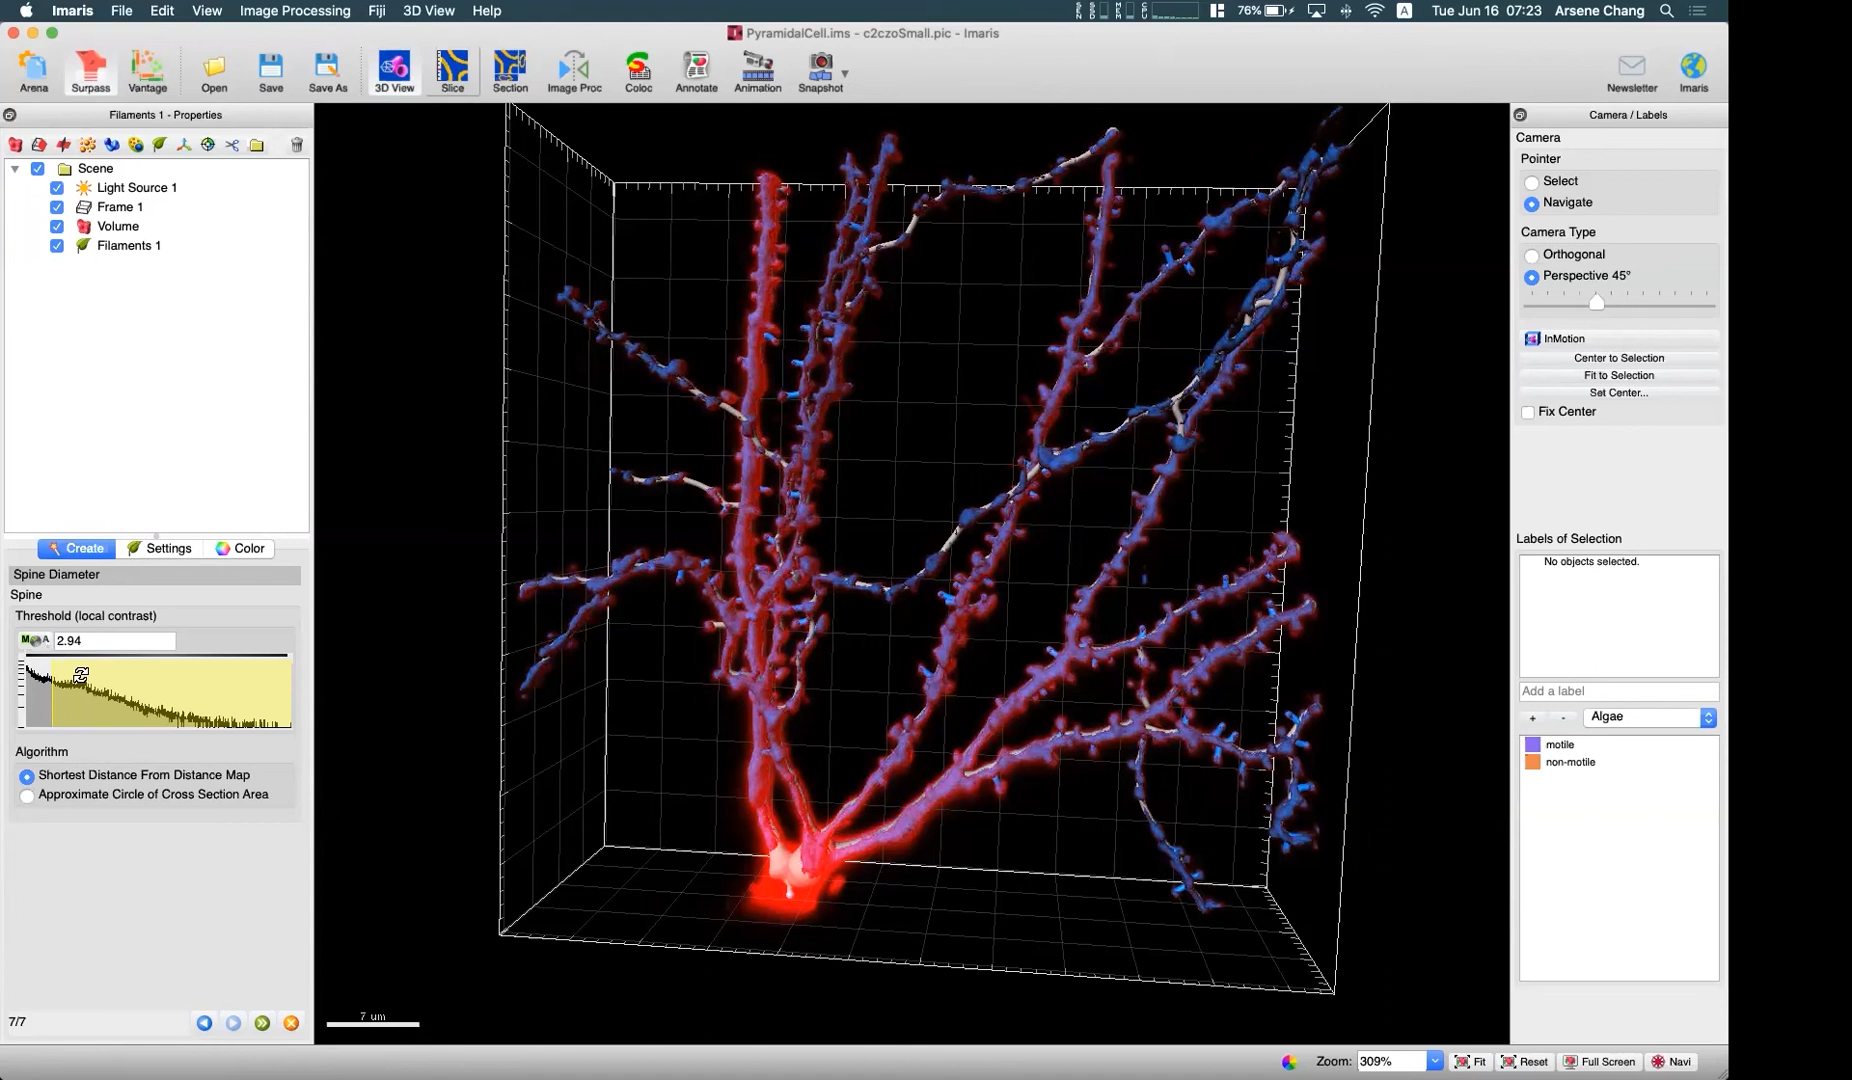 Imaris File Edit View Image Processing Fiji 3D View Help 76% A Tue Jun 16 07:23 Arsene Chang
PyramidalCell.ims - c2czoSmall.pic - Imaris
Arena Surpass Vantage Open Save Save As 3D View Slice Section Image Proc Coloc Annotate Animation Snapshot Newsletter Imaris
Filaments 1 - Properties
Scene
Light Source 1
Frame 1
Volume
Filaments 1
Create Settings Color
Spine Diameter
Spine
Threshold (local contrast)
M A 2.94
Algorithm
Shortest Distance From Distance Map
Approximate Circle of Cross Section Area
7/7
7 um
Camera / Labels
Camera
Pointer
Select
Navigate
Camera Type
Orthogonal
Perspective 45°
InMotion
Center to Selection
Fit to Selection
Set Center...
Fix Center
Labels of Selection
No objects selected.
Add a label
+ - Algae
motile
non-motile
Zoom: 309% Fit Reset Full Screen Navi